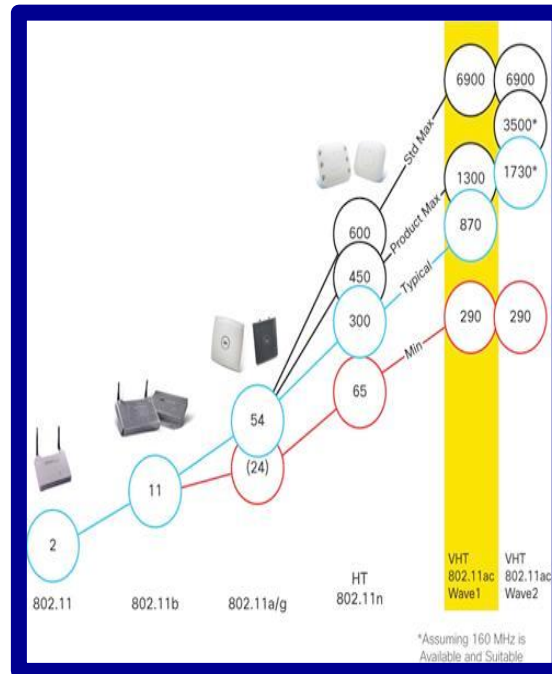 6900
6900
3500*
Std Max
1300
1730*
Product Max
600
870
450
Typical
300
290
290
Min
65
54
(24)
11
2
802.11
802.11b
802.11a/g
HT
802.11n
VHT
802.11ac
Wave1
VHT
802.11ac
Wave2
*Assuming 160 MHz is
Available and Suitable